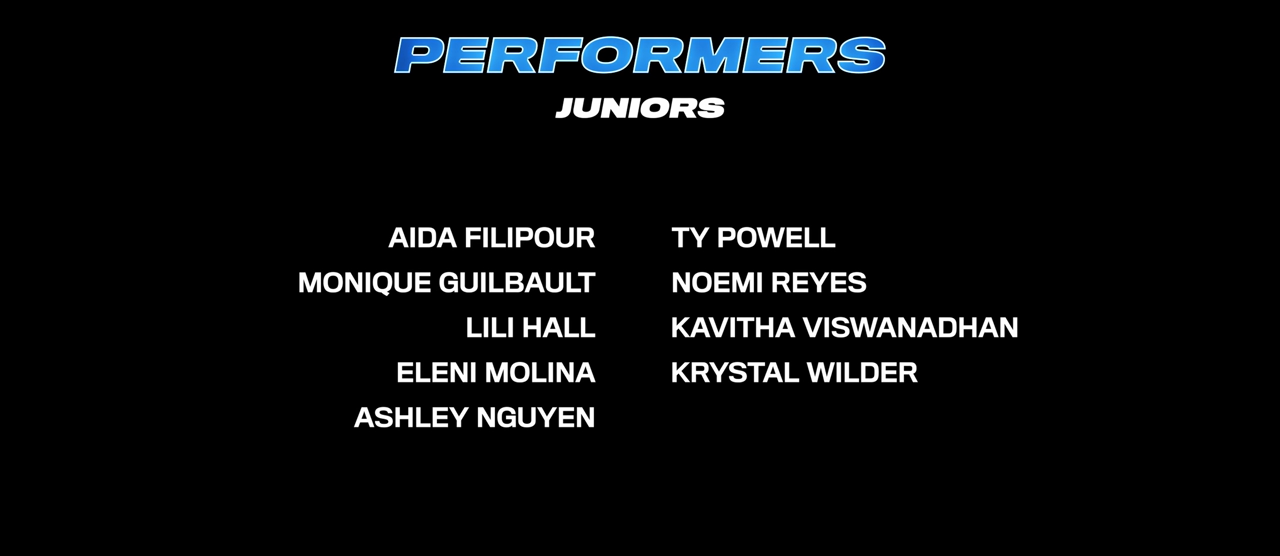 PERFORMERS
JUNIORS
AIDA FILIPOUR
MONIQUE GUILBAULT
LILI HALL
ELENI MOLINA
ASHLEY NGUYEN
TY POWELL
NOEMI REYES
KAVITHA VISWANADHAN
KRYSTAL WILDER